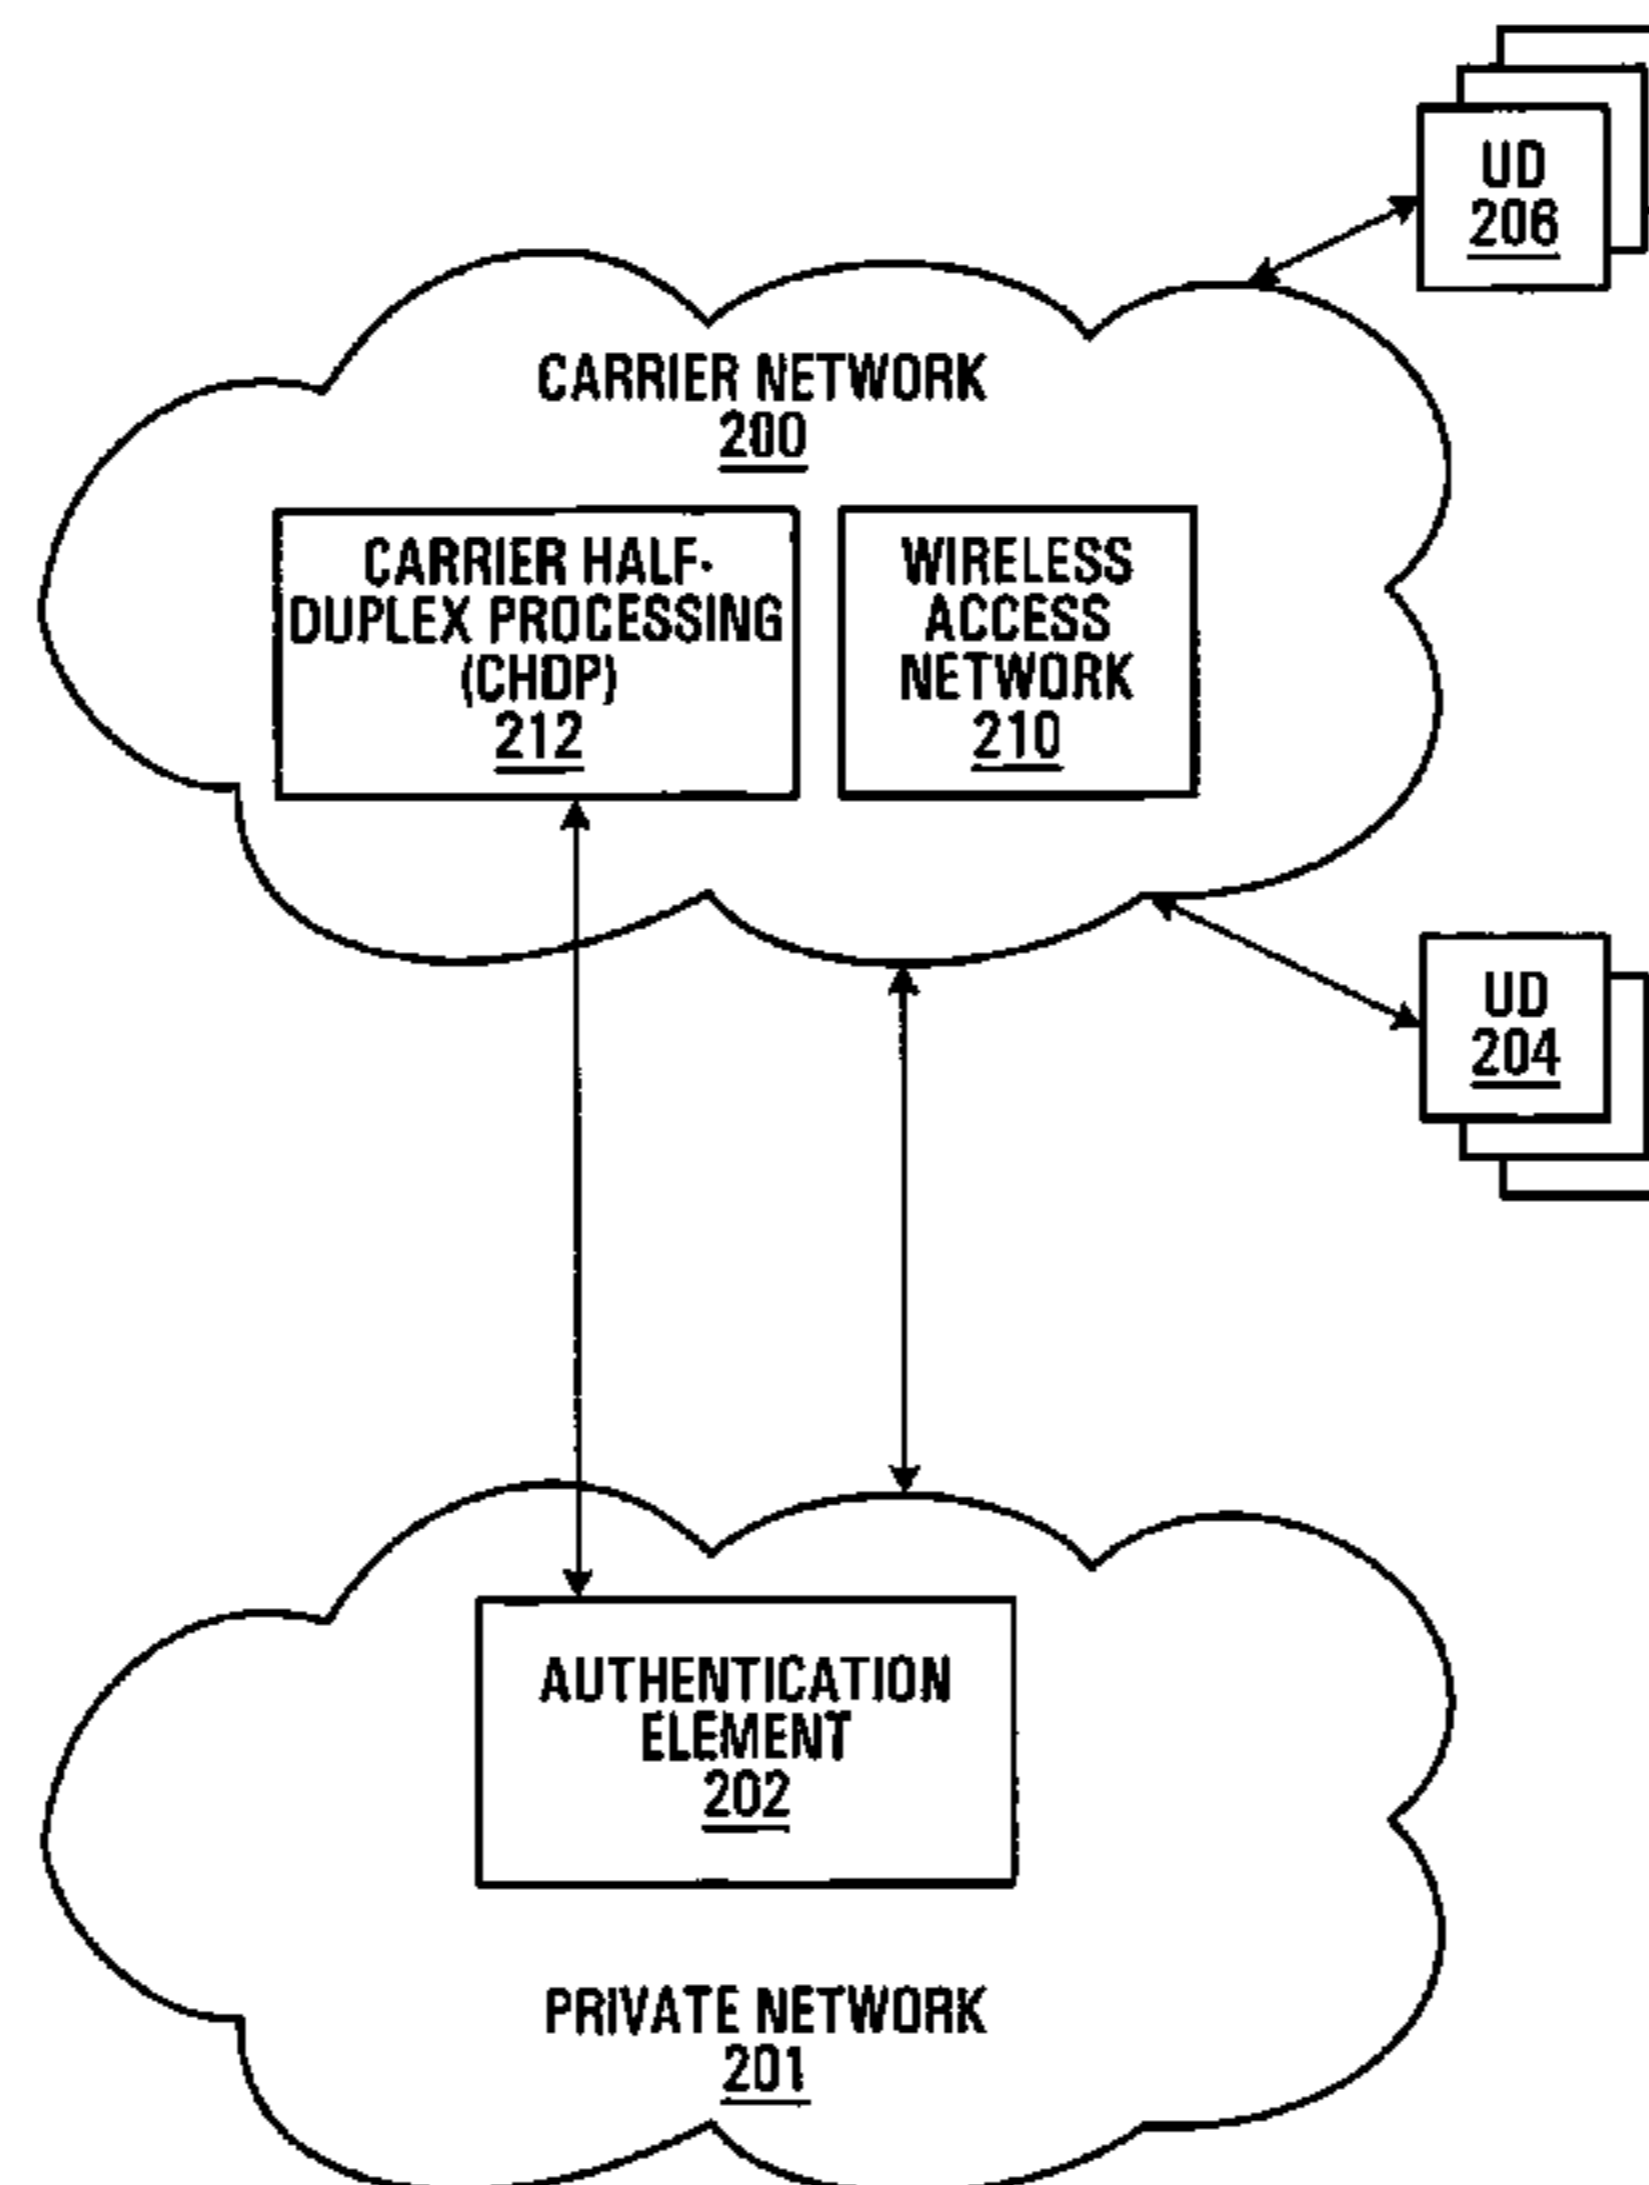 UD
206
CARRIER NETWORK
200
CARRIER HALF-
DUPLEX PROCESSING
(CHDP)
212
WIRELESS
ACCESS
NETWORK
210
UD
204
AUTHENTICATION
ELEMENT
202
PRIVATE NETWORK
201